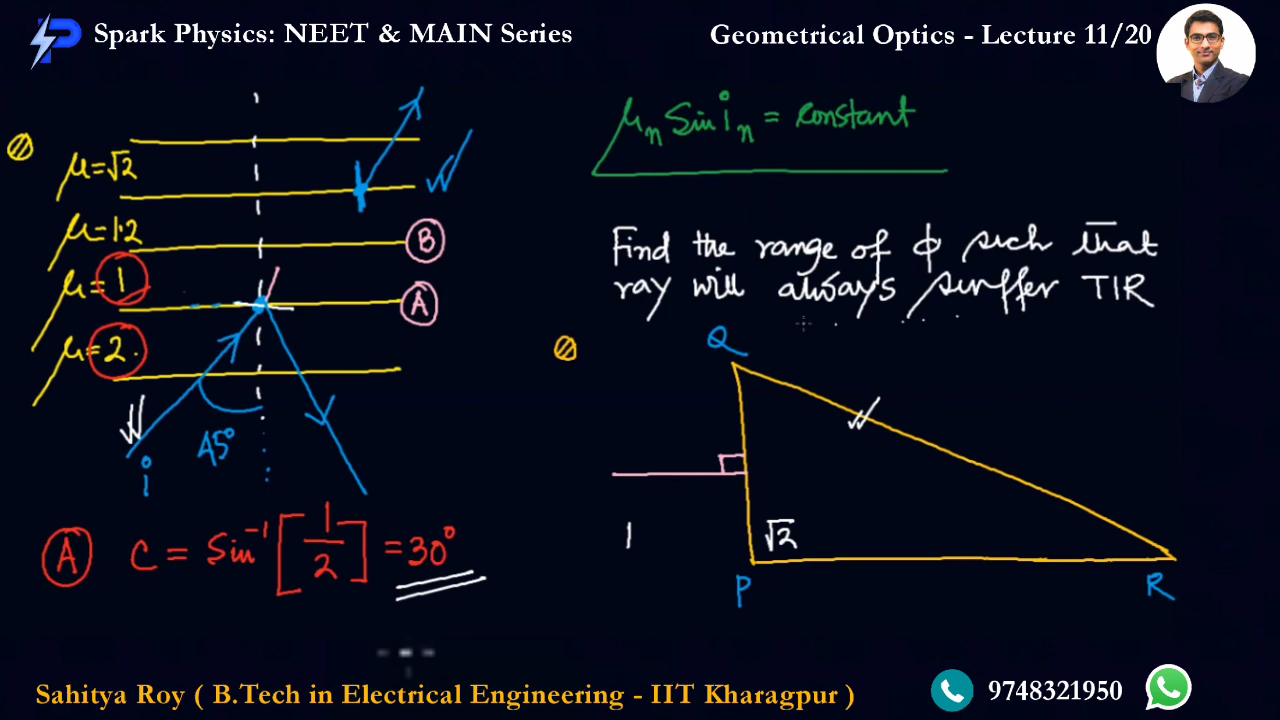 Spark Physics: NEET & MAIN Series
Geometrical Optics - Lecture 11/20
μ=√2
μ=1.2
B
μ=1
A
μ=2.
45°
i
A C = Sin⁻¹ [1/2] = 30°
μₙ Sin iₙ = constant
Find the range of ϕ such that
ray will always suffer TIR
Q
1
√2
P
R
Sahitya Roy ( B.Tech in Electrical Engineering - IIT Kharagpur )
9748321950